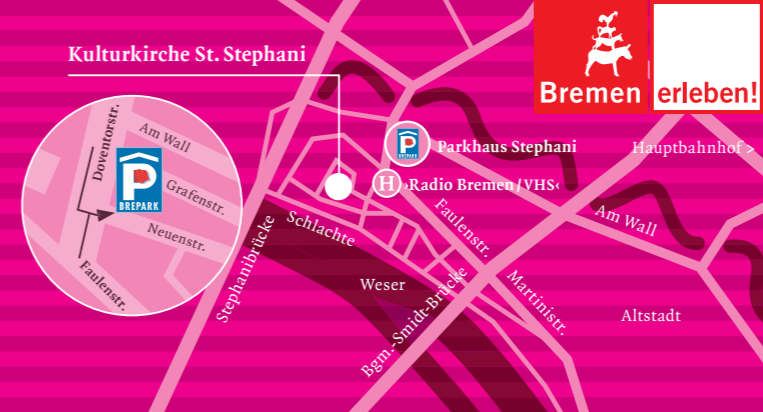 Kulturkirche St. Stephani
Bremen erleben!
Doventorstr.
Am Wall
P
BREPARK
Grafenstr.
Neuenstr.
Faulenstr.
P
BREPARK
Parkhaus Stephani
Hauptbahnhof >
H ›Radio Bremen / VHS‹
Faulenstr.
Am Wall
Schlachte
Stephanibrücke
Weser
Bgm.-Smidt-Brücke
Martinistr.
Altstadt